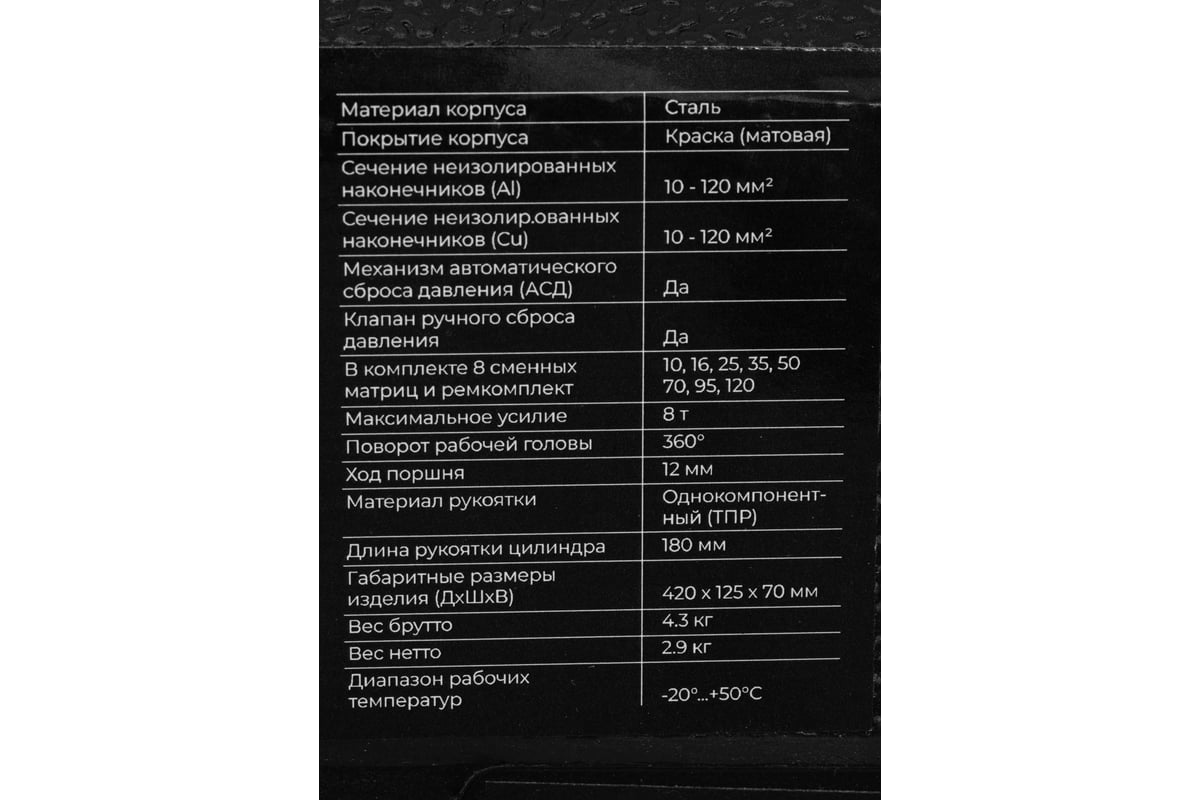 Материал корпуса Сталь
Покрытие корпуса Краска (матовая)
Сечение неизолированных
наконечников (Al) 10 - 120 мм²
Сечение неизолир.ованных
наконечников (Cu) 10 - 120 мм²
Механизм автоматического
сброса давления (АСД) Да
Клапан ручного сброса
давления Да
В комплекте 8 сменных 10, 16, 25, 35, 50
матриц и ремкомплект 70, 95, 120
Максимальное усилие 8 т
Поворот рабочей головы 360°
Ход поршня 12 мм
Материал рукоятки Однокомпонент-
ный (ТПР)
Длина рукоятки цилиндра 180 мм
Габаритные размеры
изделия (ДхШхВ) 420 х 125 х 70 мм
Вес брутто 4.3 кг
Вес нетто 2.9 кг
Диапазон рабочих
температур -20°...+50°С